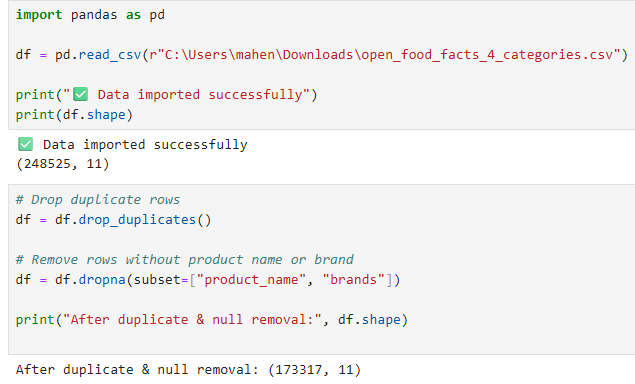 import pandas as pd
df = pd.read_csv(r"C:\Users\mahen\Downloads\open_food_facts_4_categories.csv")
print("✅ Data imported successfully")
print(df.shape)
✅ Data imported successfully
(248525, 11)
# Drop duplicate rows
df = df.drop_duplicates()
# Remove rows without product name or brand
df = df.dropna(subset=["product_name", "brands"])
print("After duplicate & null removal:", df.shape)
After duplicate & null removal: (173317, 11)